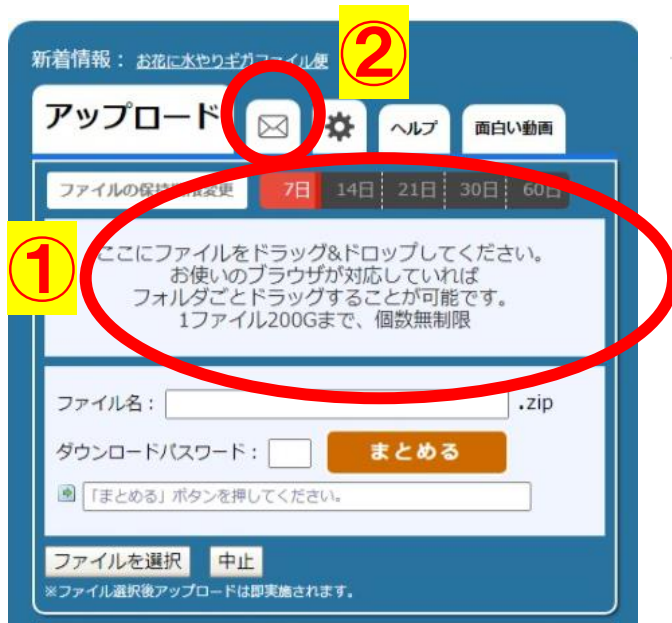 新着情報： お花に水やりギガファイル便
②
アップロード
ヘルプ
面白い動画
ファイルの保持期限変更 7日 14日 21日 30日 60日
①
ここにファイルをドラッグ&ドロップしてください。
お使いのブラウザが対応していれば
フォルダごとドラッグすることが可能です。
1ファイル200Gまで、個数無制限
ファイル名： .zip
ダウンロードパスワード： まとめる
「まとめる」ボタンを押してください。
ファイルを選択 中止
※ファイル選択後アップロードは即実施されます。